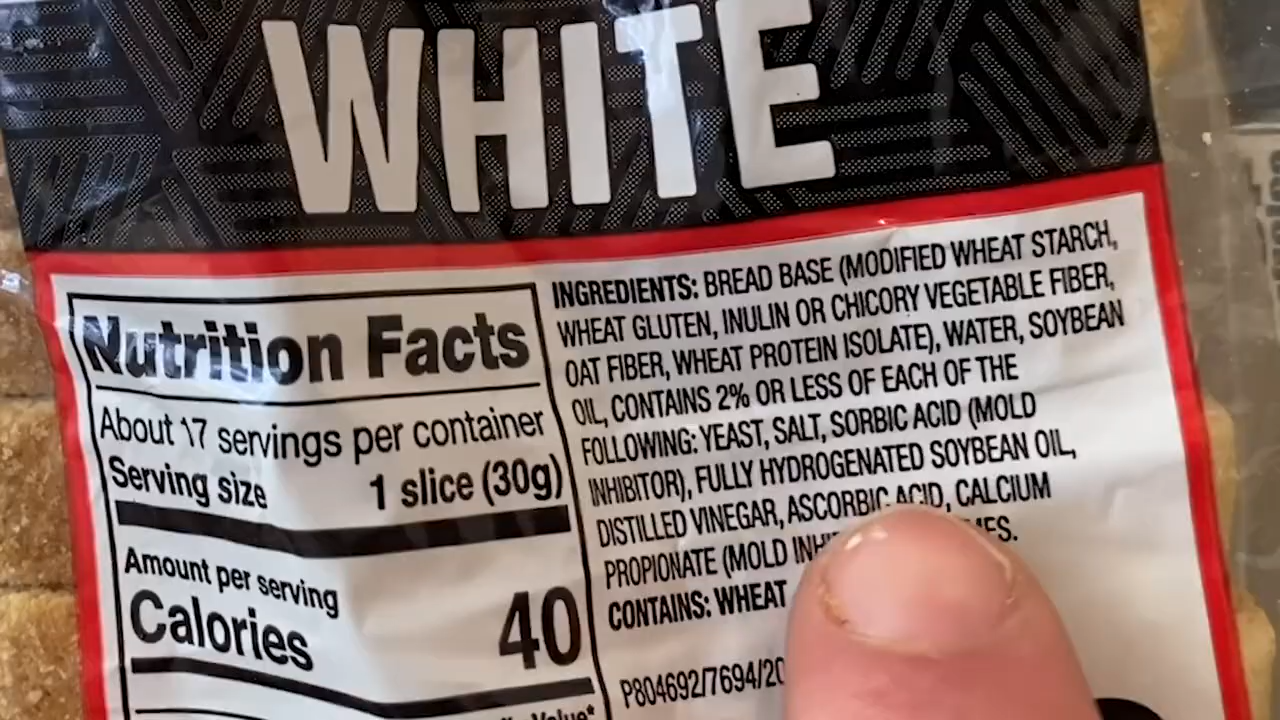 WHITE
Nutrition Facts
About 17 servings per container
Serving size 1 slice (30g)
Amount per serving
Calories 40
Value*
INGREDIENTS: BREAD BASE (MODIFIED WHEAT STARCH,
WHEAT GLUTEN, INULIN OR CHICORY VEGETABLE FIBER,
OAT FIBER, WHEAT PROTEIN ISOLATE), WATER, SOYBEAN
OIL, CONTAINS 2% OR LESS OF EACH OF THE
FOLLOWING: YEAST, SALT, SORBIC ACID (MOLD
INHIBITOR), FULLY HYDROGENATED SOYBEAN OIL,
DISTILLED VINEGAR, ASCORBIC ACID, CALCIUM
PROPIONATE (MOLD
CONTAINS: WHEAT
P804692/7694/20